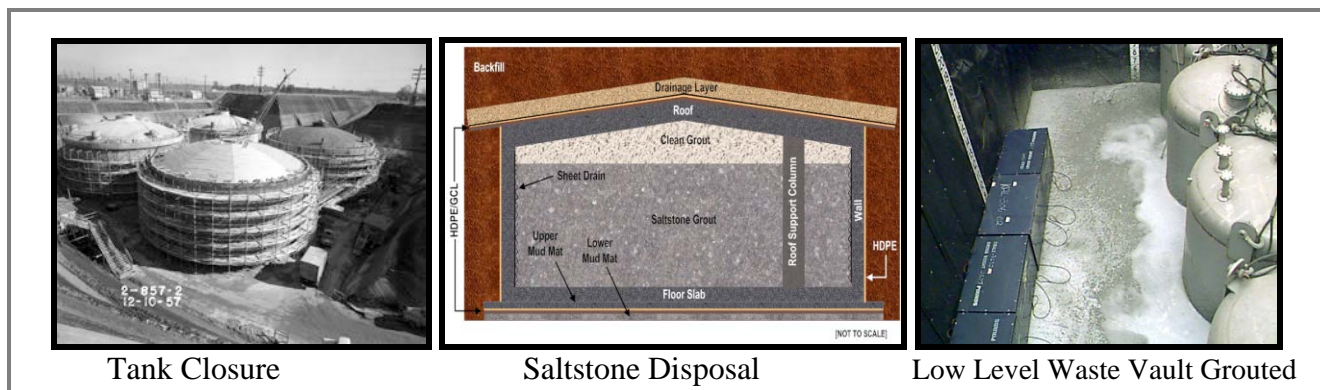 2-857-2
12-10-57
Backfill
Drainage Layer
Roof
Clean Grout
Sheet Drain
HDPE/GCL
Saltstone Grout
Roof Support Column
Wall
Upper
Mud Mat
Lower
Mud Mat
HDPE
Floor Slab
[NOT TO SCALE]
Tank Closure
Saltstone Disposal
Low Level Waste Vault Grouted